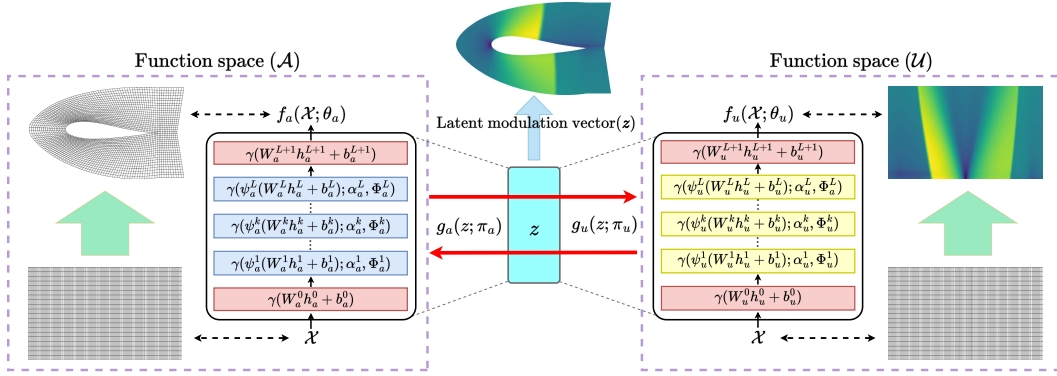 Function space (𝒜)
f_a(𝒳; θ_a)
γ(W_a^{L+1} h_a^{L+1} + b_a^{L+1})
γ(ψ_a^L(W_a^L h_a^L + b_a^L); α_a^L, Φ_a^L)
⋮
γ(ψ_a^k(W_a^k h_a^k + b_a^k); α_a^k, Φ_a^k)
⋮
γ(ψ_a^1(W_a^1 h_a^1 + b_a^1); α_a^1, Φ_a^1)
γ(W_a^0 h_a^0 + b_a^0)
𝒳
Latent modulation vector(z)
g_a(z; π_a)
z
g_u(z; π_u)
Function space (𝒰)
f_u(𝒳; θ_u)
γ(W_u^{L+1} h_u^{L+1} + b_u^{L+1})
γ(ψ_u^L(W_u^L h_u^L + b_u^L); α_u^L, Φ_u^L)
⋮
γ(ψ_u^k(W_u^k h_u^k + b_u^k); α_u^k, Φ_u^k)
⋮
γ(ψ_u^1(W_u^1 h_u^1 + b_u^1); α_u^1, Φ_u^1)
γ(W_u^0 h_u^0 + b_u^0)
𝒳